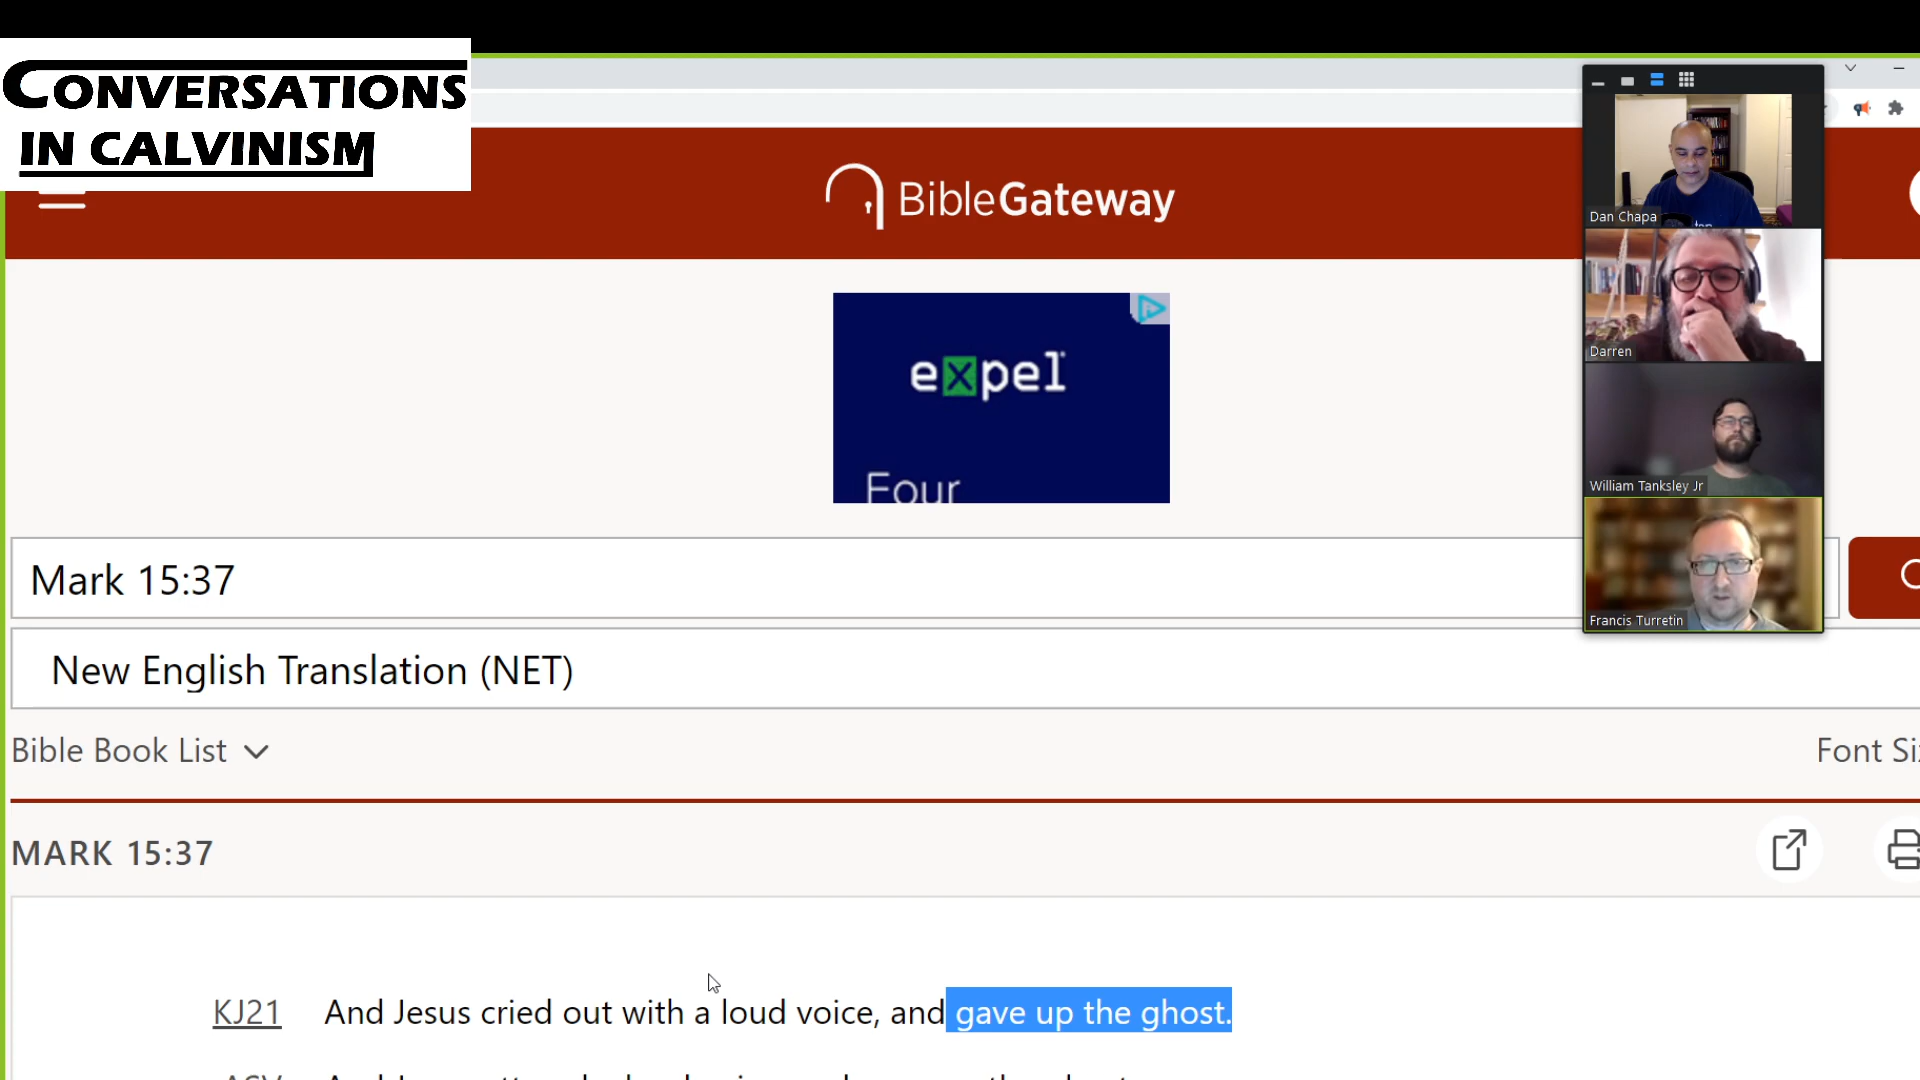 CONVERSATIONS
IN CALVINISM
BibleGateway
expel
Four
Dan Chapa
Darren
William Tanksley Jr
Francis Turretin
Mark 15:37
New English Translation (NET)
Bible Book List
Font Si
MARK 15:37
KJ21 And Jesus cried out with a loud voice, and gave up the ghost.